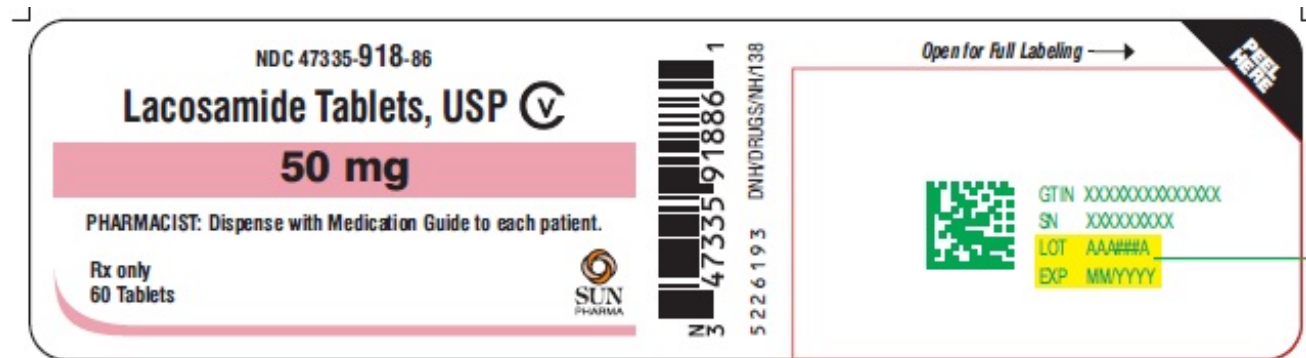 NDC 47335-918-86
Lacosamide Tablets, USP CV
50 mg
PHARMACIST: Dispense with Medication Guide to each patient.
Rx only
60 Tablets
SUN
PHARMA
N
3 47335 91886 1
5226193 DNH/DRUGS/NH/138
Open for Full Labeling
PEEL
HERE
GTIN XXXXXXXXXXXXXX
SN XXXXXXXXX
LOT AAA###A
EXP MM/YYYY